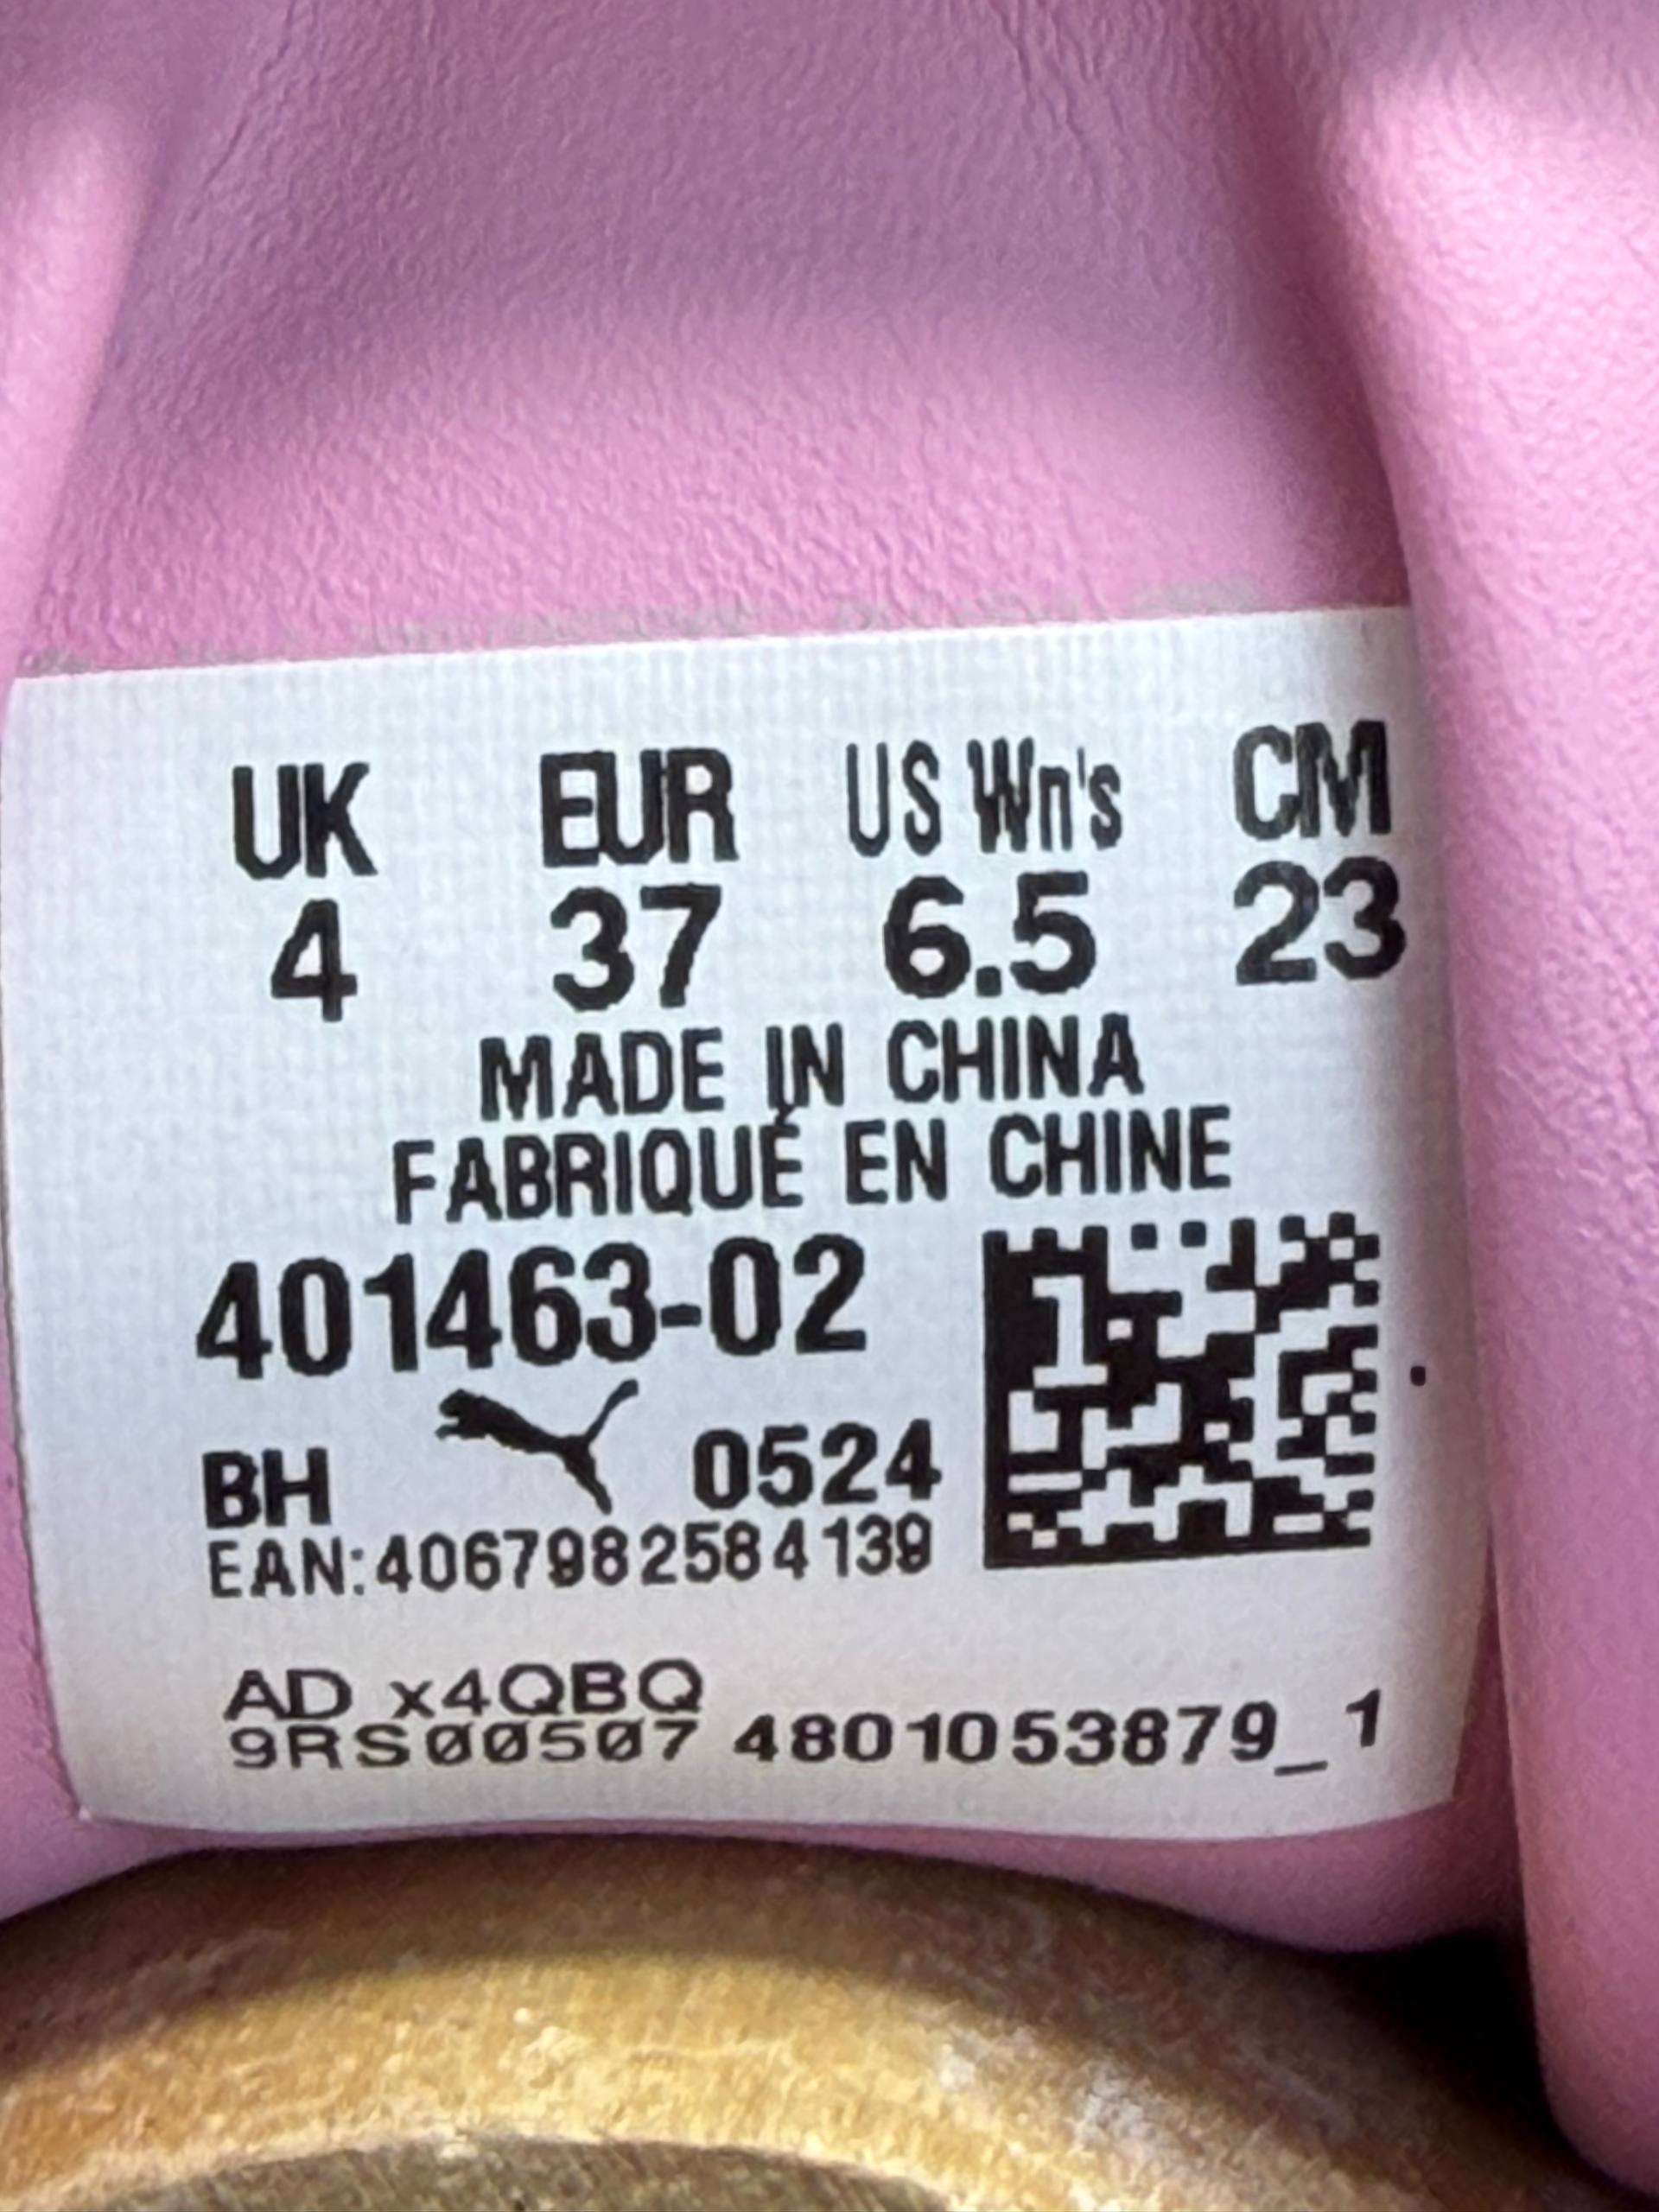 UK EUR US Wn's CM
4 37 6.5 23
MADE IN CHINA
FABRIQUÉ EN CHINE
401463-02
BH 0524
EAN:4067982584139
AD x4QBQ
9RS00507 4801053879_1